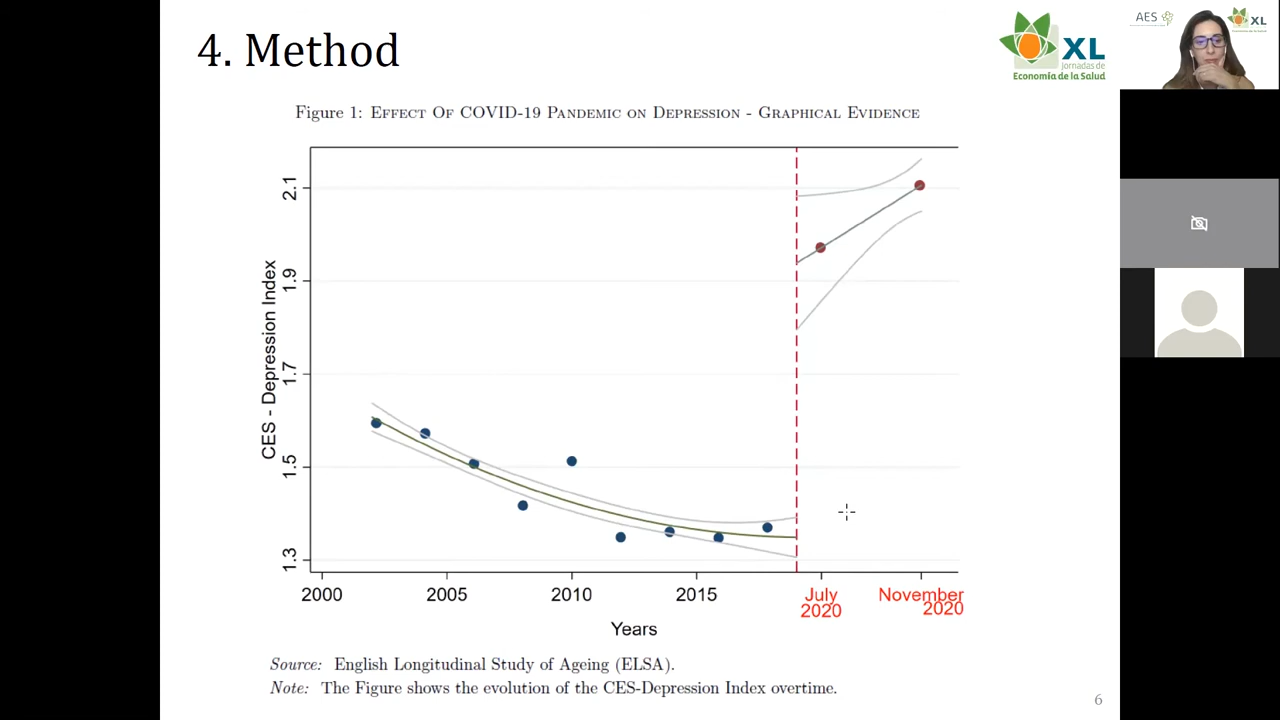 4. Method
XL
Jornadas de
Economía de la Salud
AES
XL
Figure 1: EFFECT OF COVID-19 PANDEMIC ON DEPRESSION - GRAPHICAL EVIDENCE
CES - Depression Index
2.1
1.9
1.7
1.5
1.3
2000
2005
2010
2015
July
2020
November
2020
Years
Source: English Longitudinal Study of Ageing (ELSA).
Note: The Figure shows the evolution of the CES-Depression Index overtime.
6